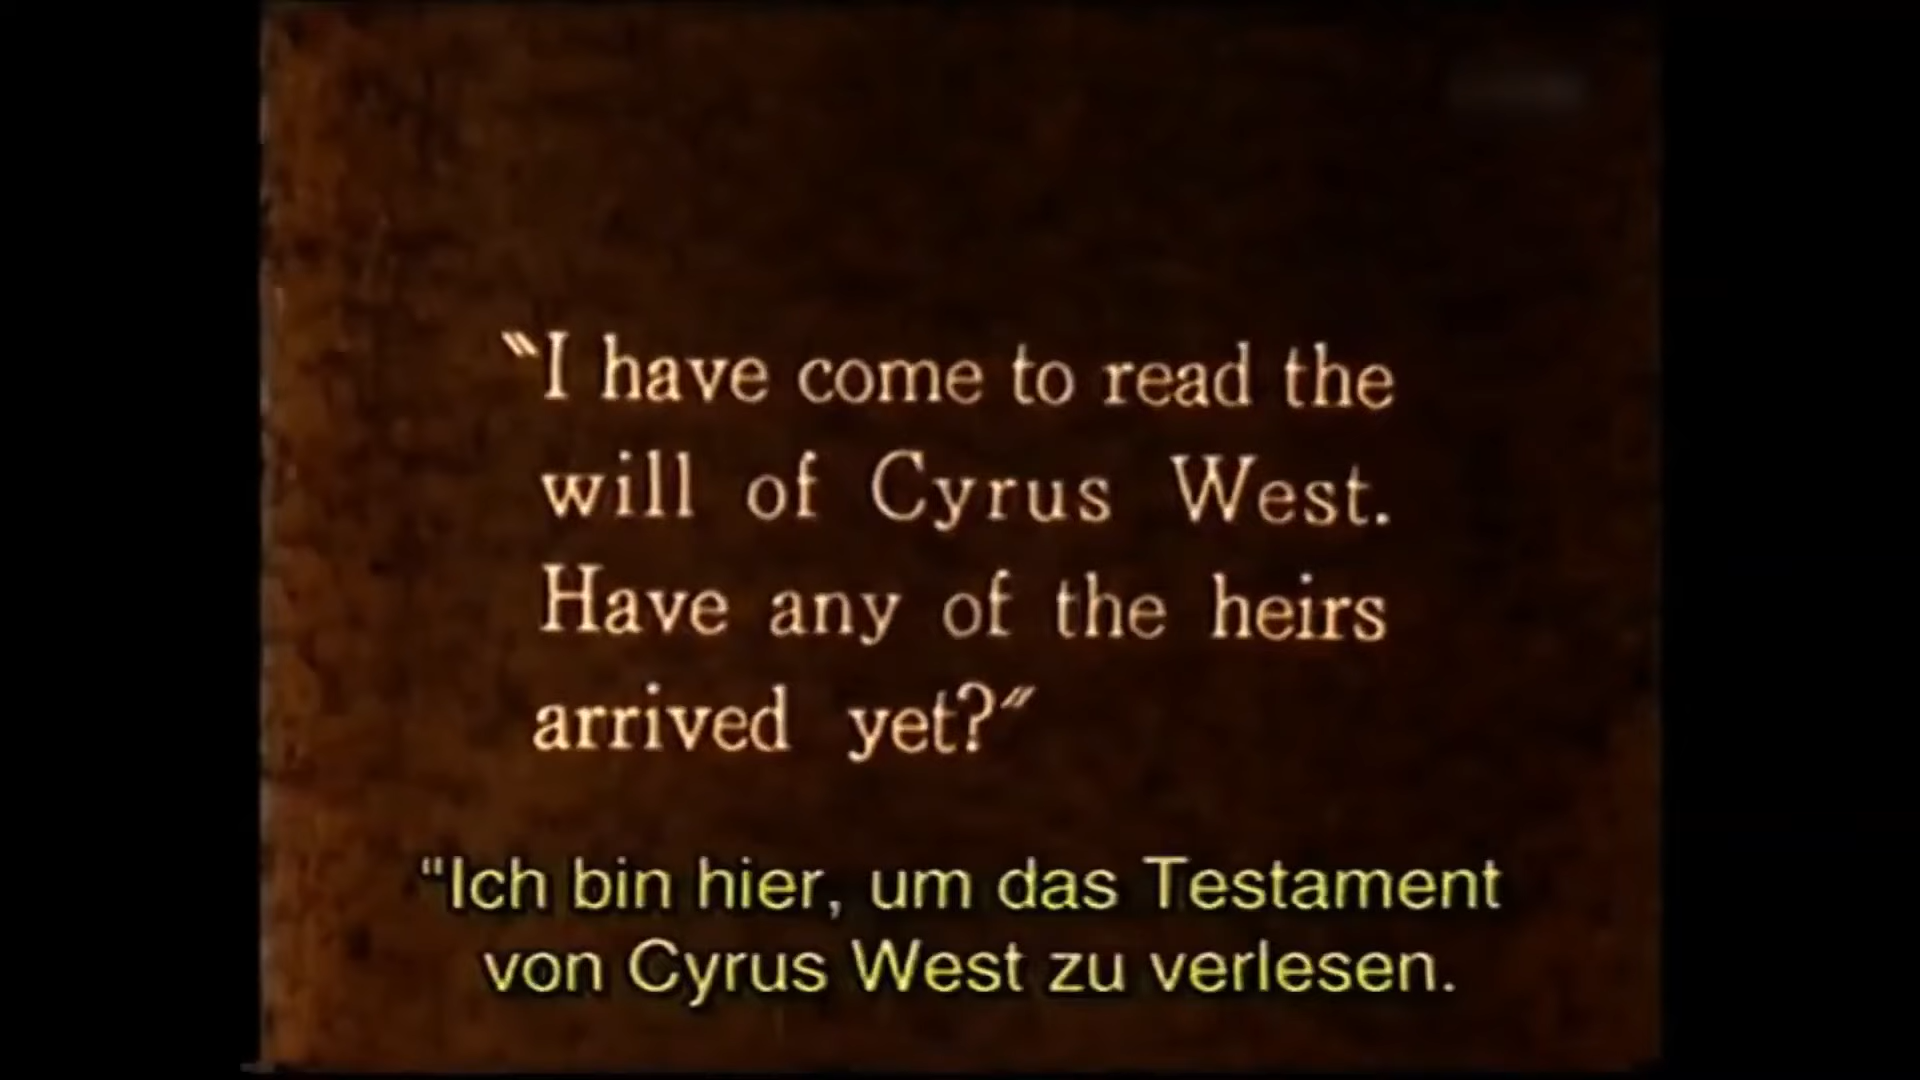 "I have come to read the
will of Cyrus West.
Have any of the heirs
arrived yet?"
"Ich bin hier, um das Testament
von Cyrus West zu verlesen.